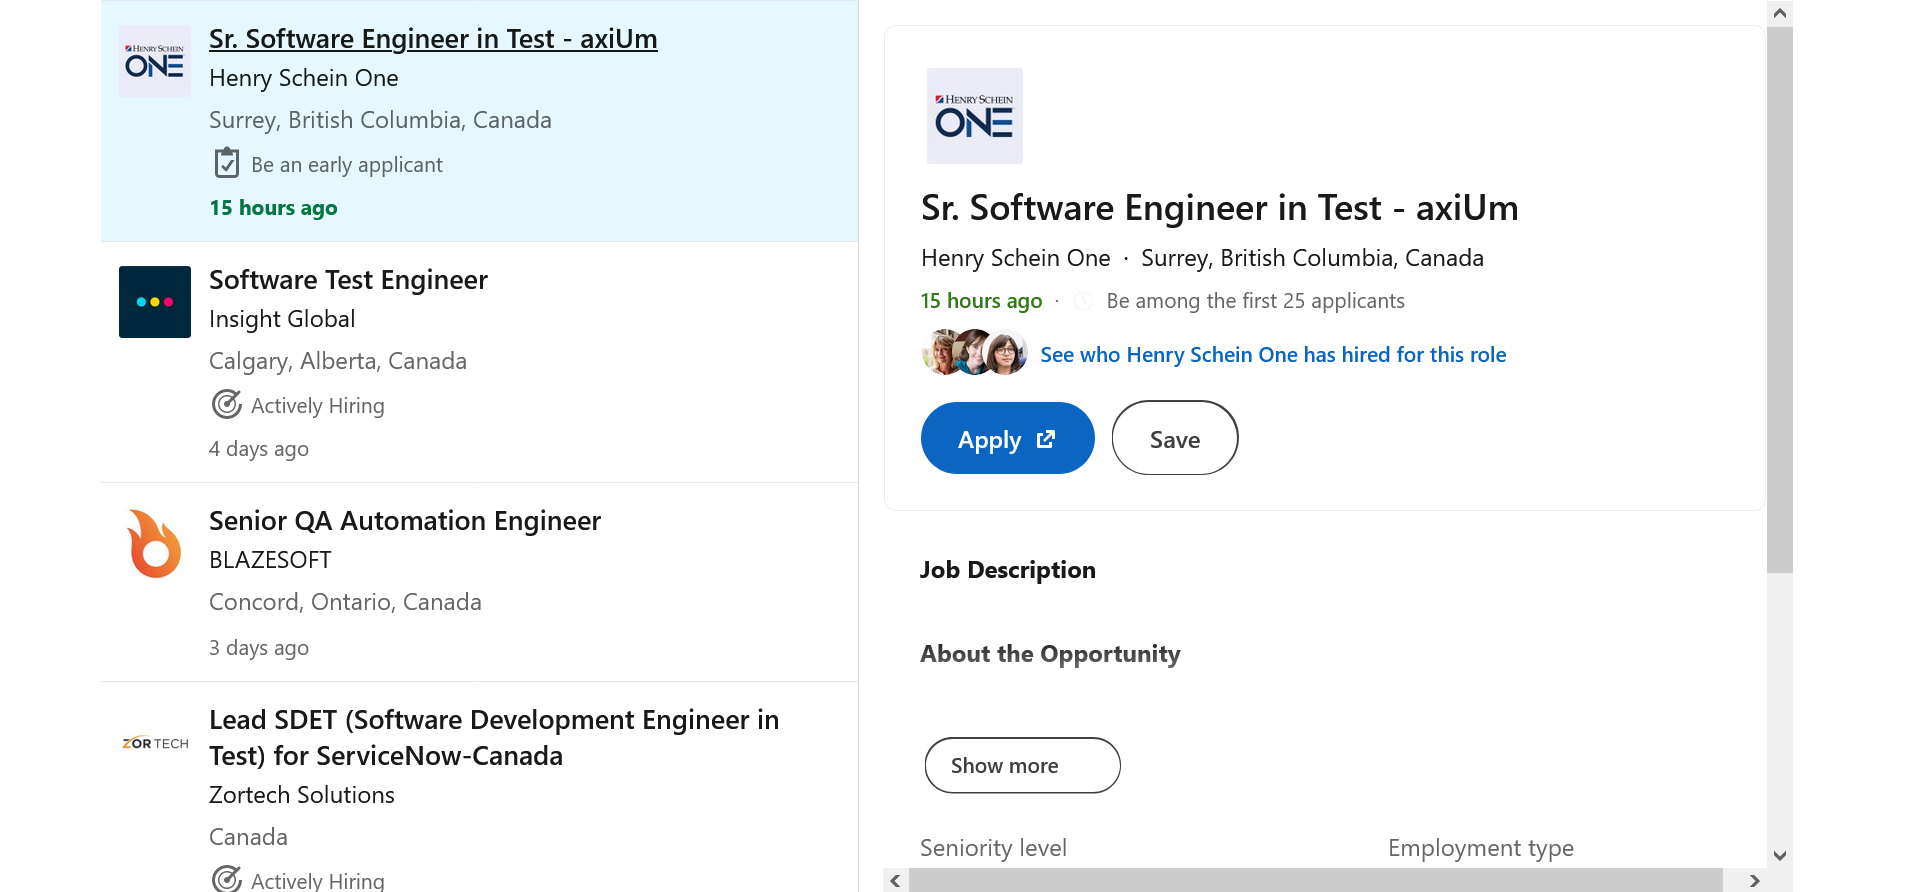 HENRY SCHEIN
ONE
Sr. Software Engineer in Test - axiUm
Henry Schein One
Surrey, British Columbia, Canada
Be an early applicant
15 hours ago
Software Test Engineer
Insight Global
Calgary, Alberta, Canada
Actively Hiring
4 days ago
Senior QA Automation Engineer
BLAZESOFT
Concord, Ontario, Canada
3 days ago
ZOR TECH
Lead SDET (Software Development Engineer in
Test) for ServiceNow-Canada
Zortech Solutions
Canada
Actively Hiring
HENRY SCHEIN
ONE
Sr. Software Engineer in Test - axiUm
Henry Schein One · Surrey, British Columbia, Canada
15 hours ago · Be among the first 25 applicants
See who Henry Schein One has hired for this role
Apply
Save
Job Description
About the Opportunity
Show more
Seniority level
Employment type